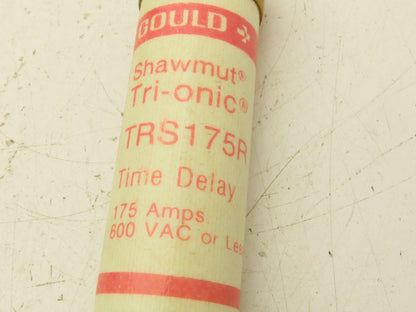 GOULD
Shawmut®
Tri-onic®
TRS175R
Time Delay
175 Amps
600 VAC or Less